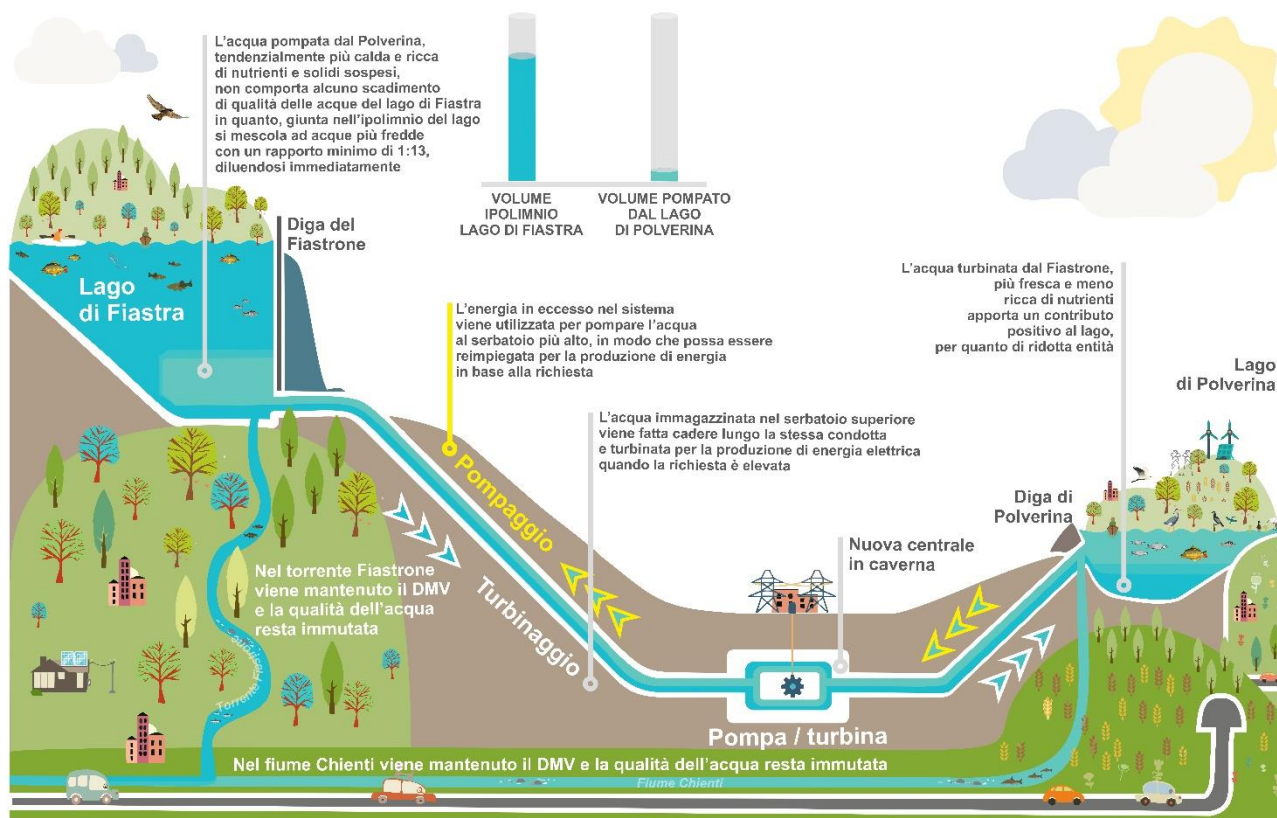 L'acqua pompata dal Polverina,
tendenzialmente più calda e ricca
di nutrienti e solidi sospesi,
non comporta alcuno scadimento
di qualità delle acque del lago di Fiastra
in quanto, giunta nell'ipolimnio del lago
si mescola ad acque più fredde
con un rapporto minimo di 1:13,
diluendosi immediatamente
VOLUME
IPOLIMNIO
LAGO DI FIASTRA
VOLUME POMPATO
DAL LAGO
DI POLVERINA
Diga del
Fiastrone
Lago
di Fiastra
L'energia in eccesso nel sistema
viene utilizzata per pompare l'acqua
al serbatoio più alto, in modo che possa essere
reimpiegata per la produzione di energia
in base alla richiesta
L'acqua turbinata dal Fiastrone,
più fresca e meno
ricca di nutrienti
apporta un contributo
positivo al lago,
per quanto di ridotta entità
Lago
di Polverina
L'acqua immagazzinata nel serbatoio superiore
viene fatta cadere lungo la stessa condotta
e turbinata per la produzione di energia elettrica
quando la richiesta è elevata
Pompaggio
Turbinaggio
Diga di
Polverina
Nuova centrale
in caverna
Nel torrente Fiastrone
viene mantenuto il DMV
e la qualità dell'acqua
resta immutata
Torrente Fiastrone
Pompa / turbina
Nel fiume Chienti viene mantenuto il DMV e la qualità dell'acqua resta immutata
Fiume Chienti